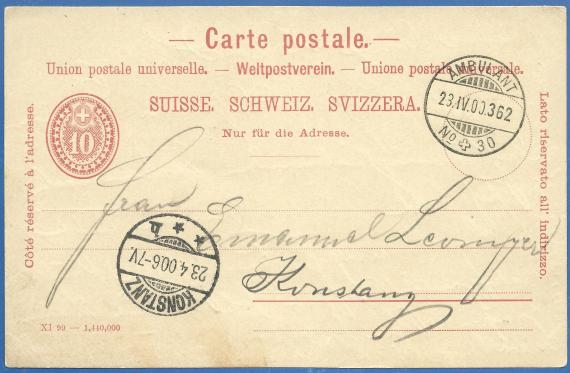 — Carte postale. —
Union postale universelle. — Weltpostverein. — Unione postale universale.
SUISSE. SCHWEIZ. SVIZZERA.
Nur für die Adresse.
10
AMBULANT
23.IV.00.362
No 30
Côté réservé à l'adresse.
Lato riservato all' indirizzo.
Frau
Emanuel
Konstanz
KONSTANZ
23.4.00.6-7V.
* * b
XI 99 — 1,440,000